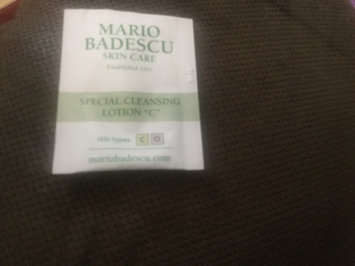 MARIO
BADESCU
SKIN CARE
Established 1967
SPECIAL CLEANSING
LOTION "C"
skin types C O
mariobadescu.com